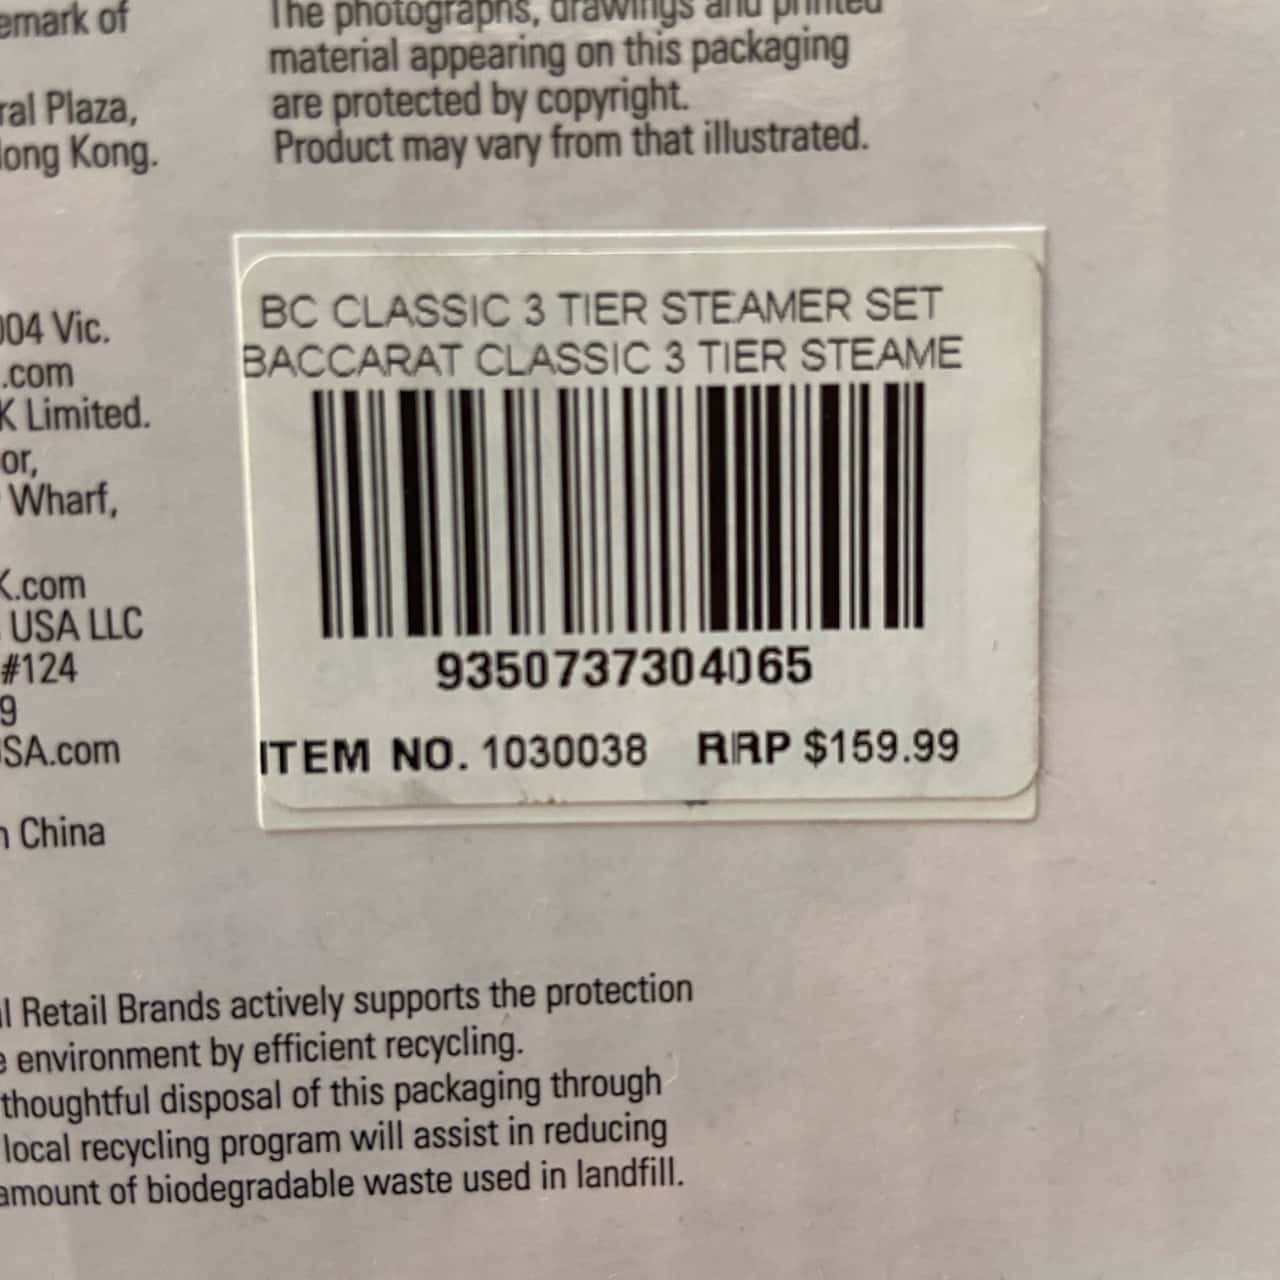 emark of
ral Plaza,
ong Kong.
The photographs, drawings and printed
material appearing on this packaging
are protected by copyright.
Product may vary from that illustrated.
004 Vic.
.com
K Limited.
or,
Wharf,
K.com
USA LLC
#124
9
SA.com
China
BC CLASSIC 3 TIER STEAMER SET
BACCARAT CLASSIC 3 TIER STEAME
9350737304065
ITEM NO. 1030038 RRP $159.99
l Retail Brands actively supports the protection
e environment by efficient recycling.
thoughtful disposal of this packaging through
local recycling program will assist in reducing
amount of biodegradable waste used in landfill.